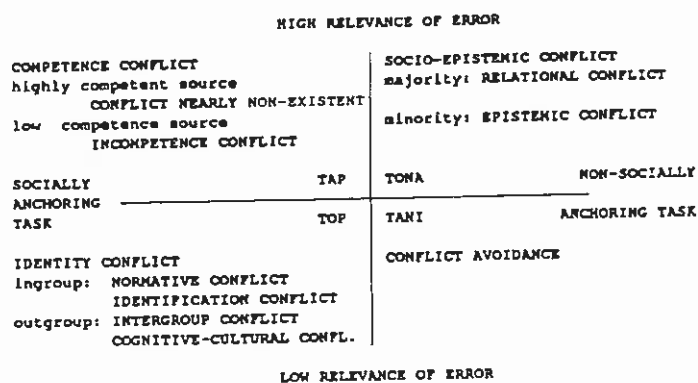 HIGH RELEVANCE OF ERROR
COMPETENCE CONFLICT
highly competent source
CONFLICT NEARLY NON-EXISTENT
low competence source
INCOMPETENCE CONFLICT
SOCIO-EPISTEMIC CONFLICT
majority: RELATIONAL CONFLICT
minority: EPISTEMIC CONFLICT
SOCIALLY
ANCHORING
TASK
TAP
TONA
NON-SOCIALLY
TOP
TANI
ANCHORING TASK
IDENTITY CONFLICT
ingroup: NORMATIVE CONFLICT
IDENTIFICATION CONFLICT
outgroup: INTERGROUP CONFLICT
COGNITIVE-CULTURAL CONFL.
CONFLICT AVOIDANCE
LOW RELEVANCE OF ERROR